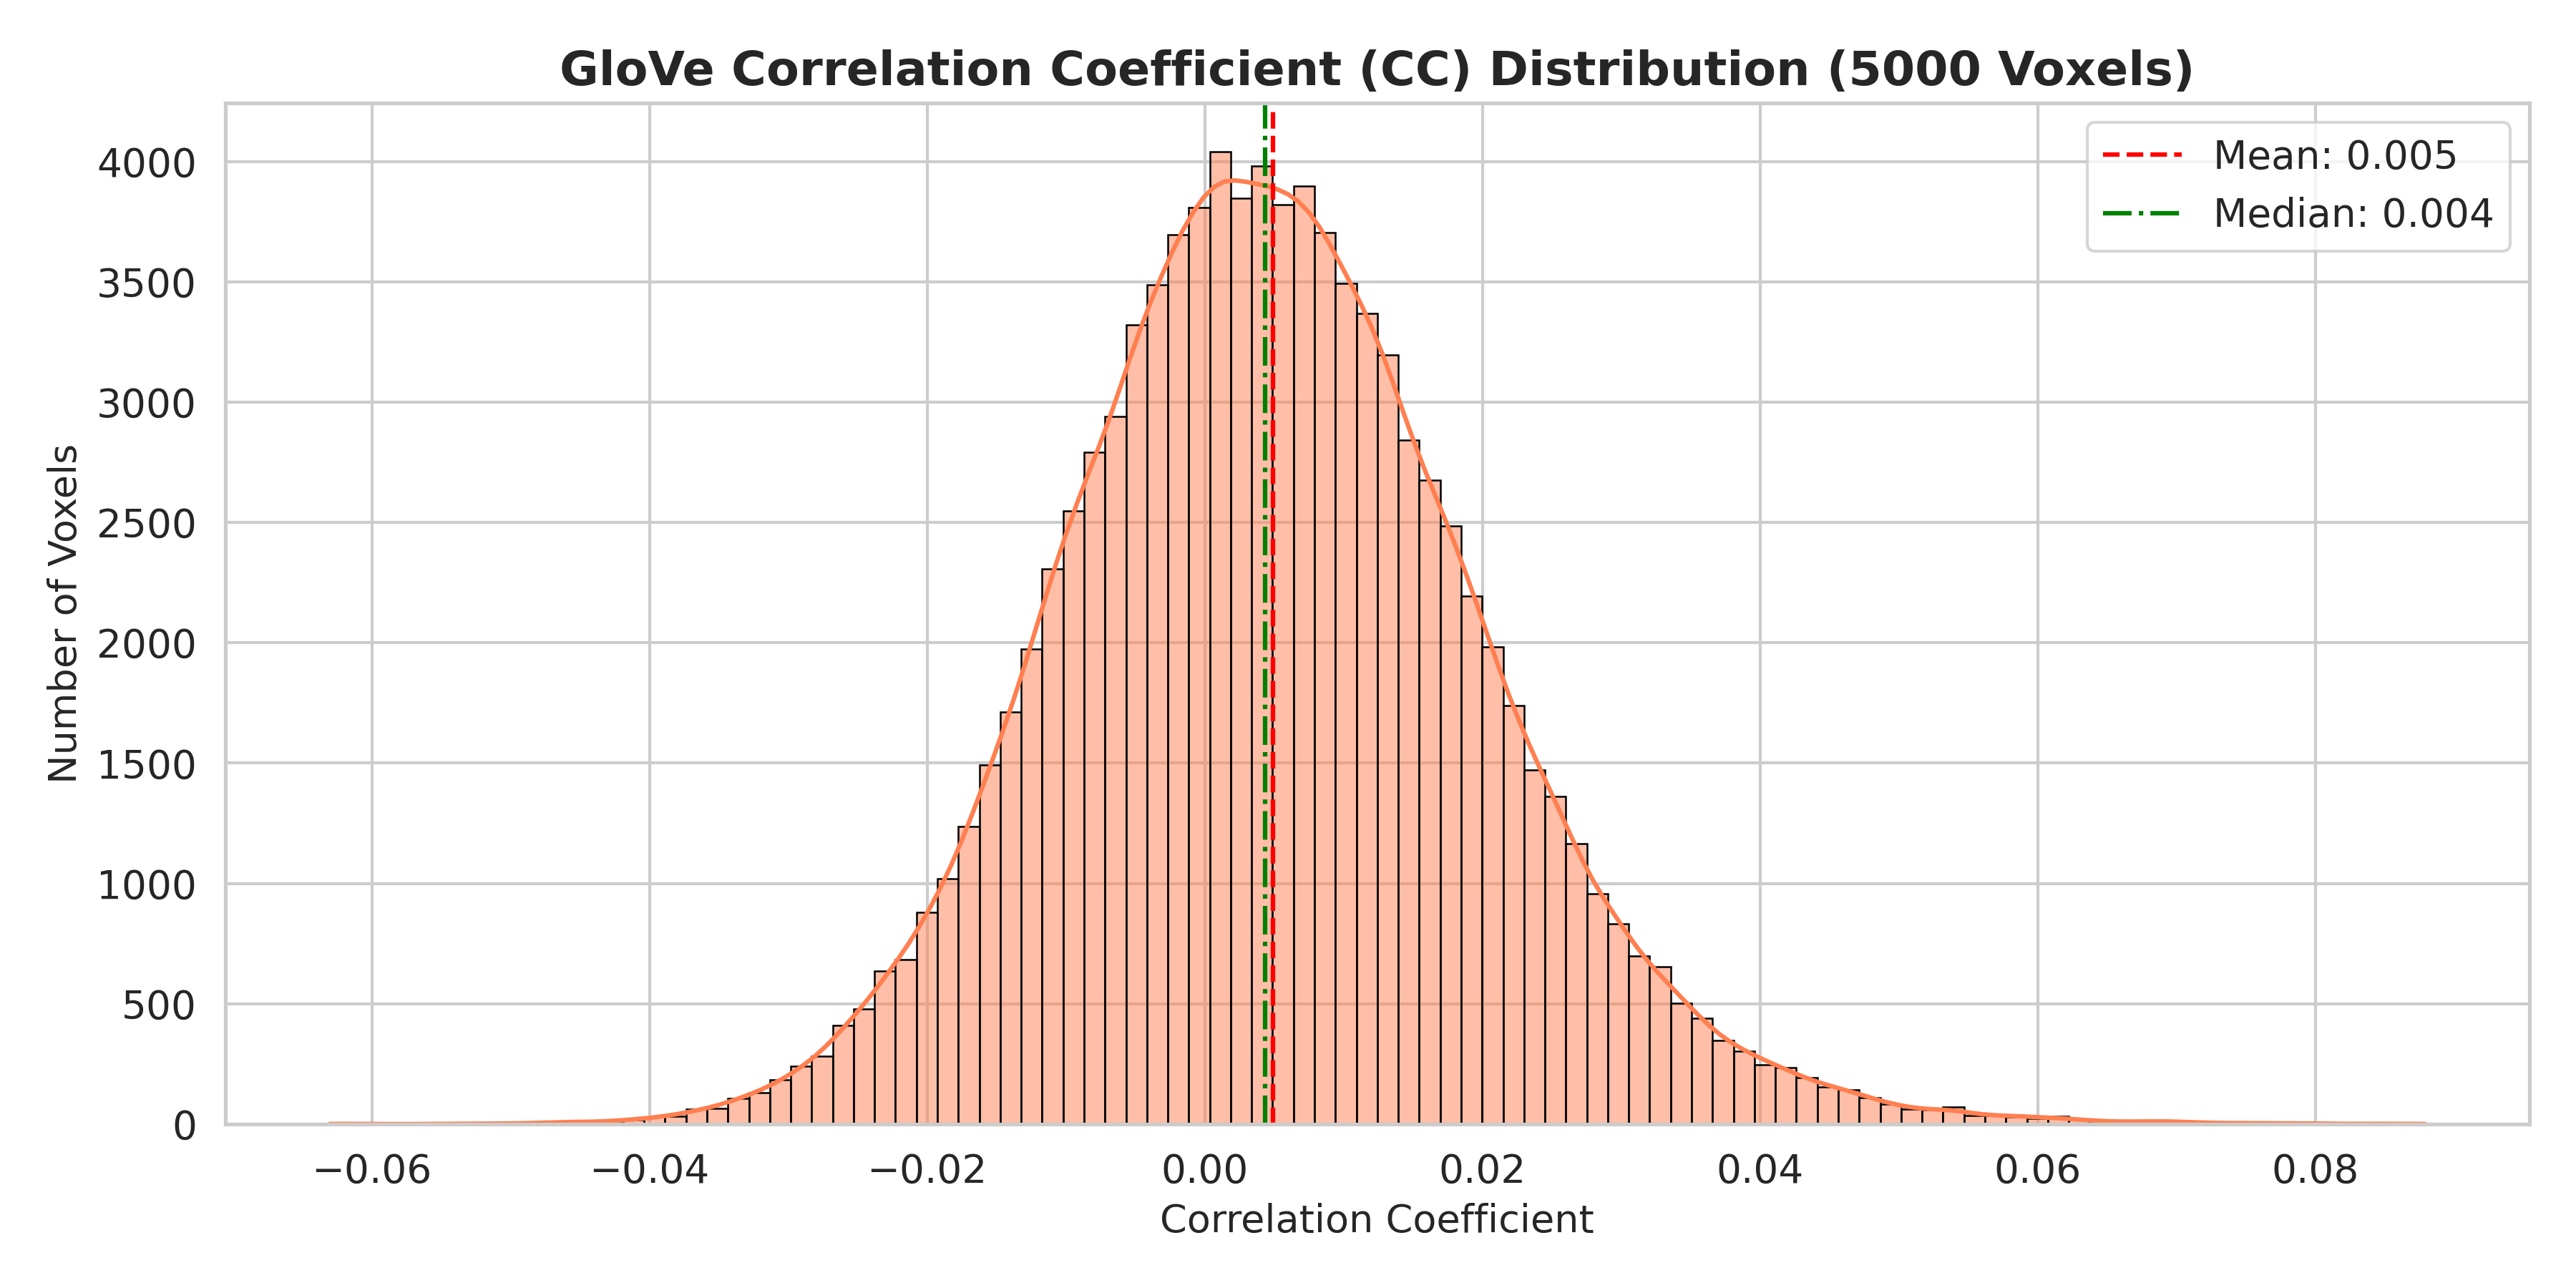 GloVe Correlation Coefficient (CC) Distribution (5000 Voxels)
Mean: 0.005
Median: 0.004
Number of Voxels
4000
3500
3000
2500
2000
1500
1000
500
0
−0.06 −0.04 −0.02 0.00 0.02 0.04 0.06 0.08
Correlation Coefficient